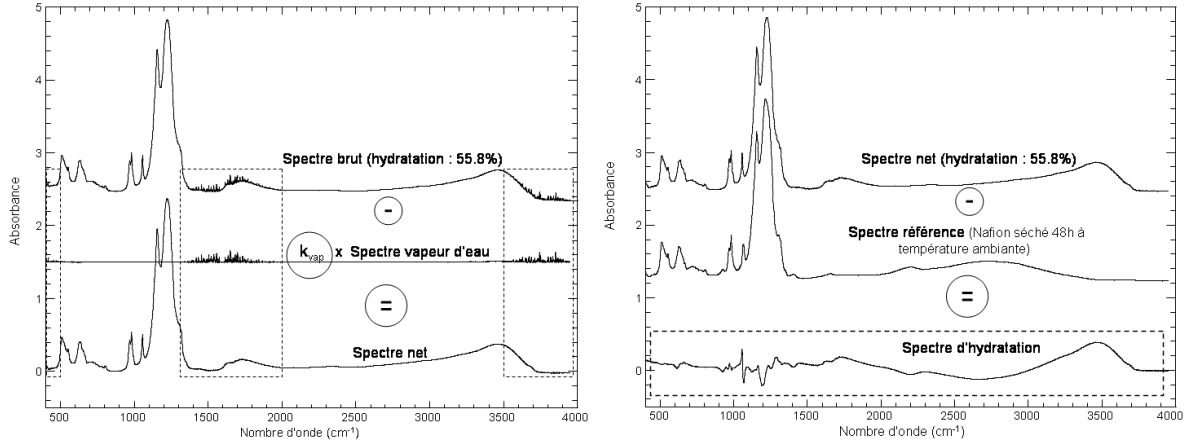 5
4
3
2
1
0
Absorbance
Spectre brut (hydratation : 55.8%)
-
k vap x Spectre vapeur d'eau
=
Spectre net
500 1000 1500 2000 2500 3000 3500 4000
Nombre d'onde (cm-1)
5
4
3
2
1
0
Absorbance
Spectre net (hydratation : 55.8%)
-
Spectre référence (Nafion séché 48h à
température ambiante)
=
Spectre d'hydratation
500 1000 1500 2000 2500 3000 3500 4000
Nombre d'onde (cm-1)